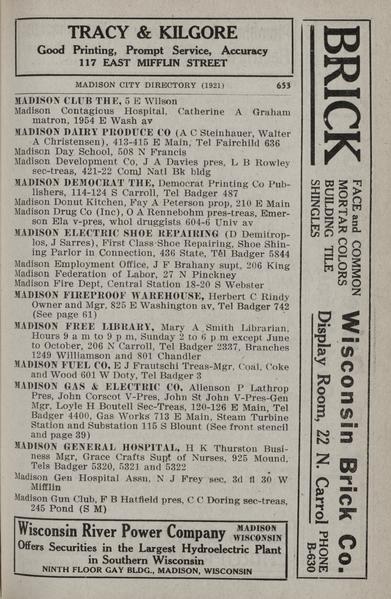 TRACY & KILGORE
Good Printing, Prompt Service, Accuracy
117 EAST MIFFLIN STREET
MADISON CITY DIRECTORY (1921) 653
MADISON CLUB THE, 5 E Wilson
Madison Contagious Hospital, Catherine A Graham
matron, 1954 E Wash av
MADISON DAIRY PRODUCE CO (A C Steinhauer, Walter
A Christensen), 413-415 E Main, Tel Fairchild 636
Madison Day School, 508 N Francis
Madison Development Co, J A Davies pres, L B Rowley
sec-treas, 421-22 Coml Natl Bk bldg
MADISON DEMOCRAT THE, Democrat Printing Co Pub-
lishers, 114-124 S Carroll, Tel Badger 487
Madison Donut Kitchen, Fay A Peterson prop, 210 E Main
Madison Drug Co (Inc), O A Rennebohm pres-treas, Emer-
son Ela v-pres, whol druggists 604-6 Univ av
MADISON ELECTRIC SHOE REPAIRING (D Demitrop-
los, J Sarres), First Class Shoe Repairing, Shoe Shin-
ing Parlor in Connection, 436 State, Tel Badger 5844
Madison Employment Office, J F Brahany supt, 206 King
Madison Federation of Labor, 27 N Pinckney
Madison Fire Dept, Central Station 18-20 S Webster
MADISON FIREPROOF WAREHOUSE, Herbert C Rindy
Owner and Mgr, 825 E Washington av, Tel Badger 742
(See page 61)
MADISON FREE LIBRARY, Mary A Smith Librarian,
Hours 9 a m to 9 p m, Sunday 2 to 6 p m except June
to October, 206 N Carroll, Tel Badger 2337, Branches
1249 Williamson and 801 Chandler
MADISON FUEL CO, E J Frautschi Treas-Mgr, Coal, Coke
and Wood 601 W Doty, Tel Badger 3
MADISON GAS & ELECTRIC CO, Allenson P Lathrop
Pres, John Corscot V-Pres, John St John V-Pres-Gen
Mgr, Loyle H Boutell Sec-Treas, 120-126 E Main, Tel
Badger 4400, Gas Works 713 E Main, Steam Turbine
Station and Substation 115 S Blount (See front stencil
and page 39)
MADISON GENERAL HOSPITAL, H K Thurston Busi-
ness Mgr, Grace Crafts Supt of Nurses, 925 Mound,
Tels Badger 5320, 5321 and 5322
Madison Gen Hospital Assn, N J Frey sec, 3d fl 30 W
Mifflin
Madison Gun Club, F B Hatfield pres, C C Doring sec-treas,
245 Pond (S M)
Wisconsin River Power Company MADISON WISCONSIN
Offers Securities in the Largest Hydroelectric Plant
in Southern Wisconsin
NINTH FLOOR GAY BLDG., MADISON, WISCONSIN
BRICK
FACE and COMMON
MORTAR COLORS
BUILDING TILE
SHINGLES
Wisconsin Brick Co.
Display Room, 22 N. Carrol PHONE B-630